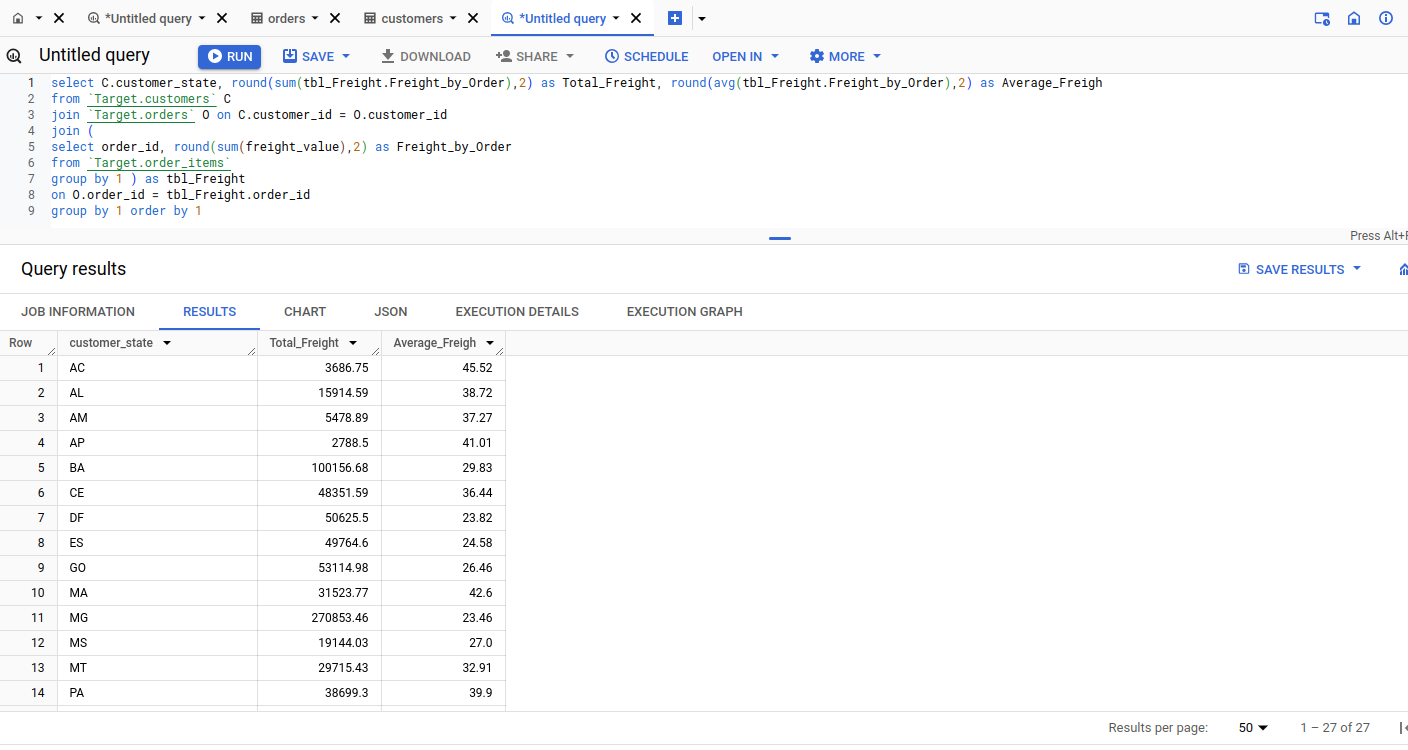 *Untitled query orders customers *Untitled query
Untitled query RUN SAVE DOWNLOAD SHARE SCHEDULE OPEN IN MORE
1 select C.customer_state, round(sum(tbl_Freight.Freight_by_Order),2) as Total_Freight, round(avg(tbl_Freight.Freight_by_Order),2) as Average_Freigh
2 from `Target.customers` C
3 join `Target.orders` O on C.customer_id = O.customer_id
4 join (
5 select order_id, round(sum(freight_value),2) as Freight_by_Order
6 from `Target.order_items`
7 group by 1 ) as tbl_Freight
8 on O.order_id = tbl_Freight.order_id
9 group by 1 order by 1
Press Alt+F
Query results SAVE RESULTS
JOB INFORMATION RESULTS CHART JSON EXECUTION DETAILS EXECUTION GRAPH
Row customer_state Total_Freight Average_Freigh
1 AC 3686.75 45.52
2 AL 15914.59 38.72
3 AM 5478.89 37.27
4 AP 2788.5 41.01
5 BA 100156.68 29.83
6 CE 48351.59 36.44
7 DF 50625.5 23.82
8 ES 49764.6 24.58
9 GO 53114.98 26.46
10 MA 31523.77 42.6
11 MG 270853.46 23.46
12 MS 19144.03 27.0
13 MT 29715.43 32.91
14 PA 38699.3 39.9
Results per page: 50 1 – 27 of 27